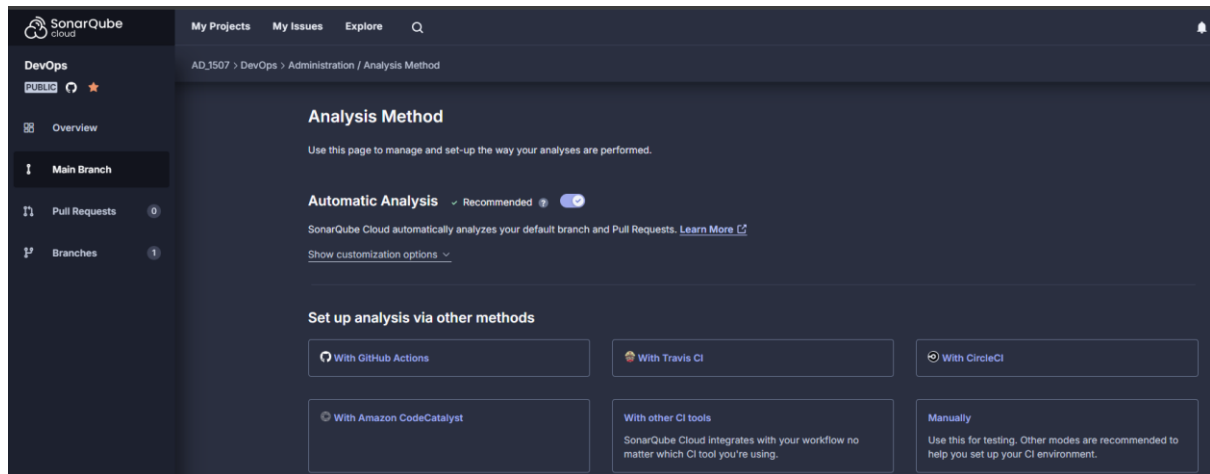 SonarQube
cloud
My Projects My Issues Explore
DevOps
PUBLIC
AD_1507 > DevOps > Administration / Analysis Method
Overview
Main Branch
Pull Requests 0
Branches 1
Analysis Method
Use this page to manage and set-up the way your analyses are performed.
Automatic Analysis ✓ Recommended ?
SonarQube Cloud automatically analyzes your default branch and Pull Requests. Learn More
Show customization options
Set up analysis via other methods
With GitHub Actions
With Travis CI
With CircleCI
With Amazon CodeCatalyst
With other CI tools
SonarQube Cloud integrates with your workflow no
matter which CI tool you're using.
Manually
Use this for testing. Other modes are recommended to
help you set up your CI environment.